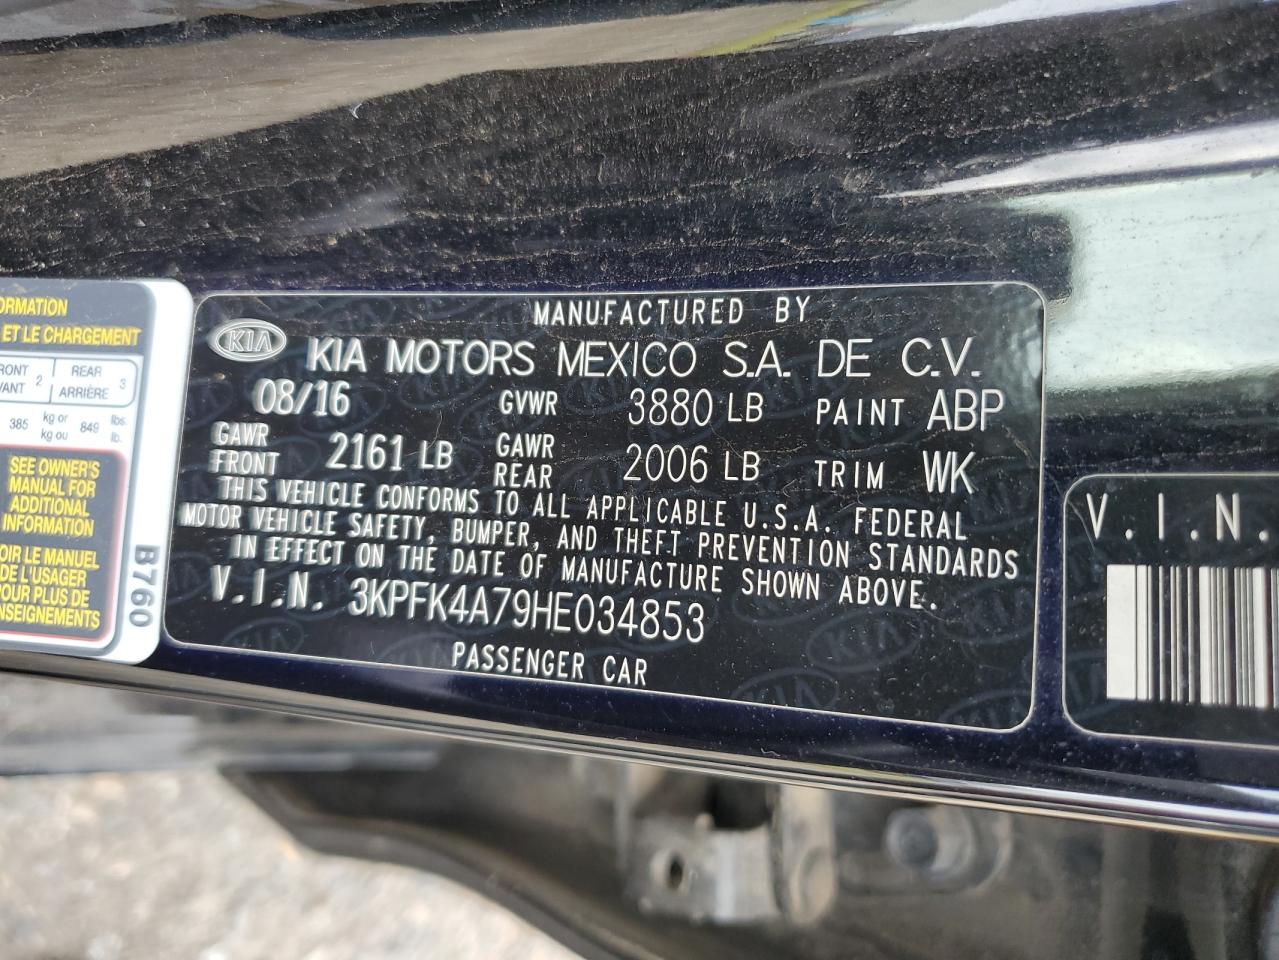 ORMATION
ET LE CHARGEMENT
RONT 2 REAR 3
VANT ARRIÈRE
385 kg or 849 lbs.
kg ou lb.
SEE OWNER'S
MANUAL FOR
ADDITIONAL
INFORMATION
OIR LE MANUEL
DE L'USAGER
POUR PLUS DE
NSEIGNEMENTS
B760
MANUFACTURED BY
KIA KIA MOTORS MEXICO S.A. DE C.V.
08/16 GVWR 3880 LB PAINT ABP
GAWR FRONT 2161 LB GAWR REAR 2006 LB TRIM WK
THIS VEHICLE CONFORMS TO ALL APPLICABLE U.S.A. FEDERAL
MOTOR VEHICLE SAFETY, BUMPER, AND THEFT PREVENTION STANDARDS
IN EFFECT ON THE DATE OF MANUFACTURE SHOWN ABOVE.
V.I.N. 3KPFK4A79HE034853
PASSENGER CAR
V.I.N.